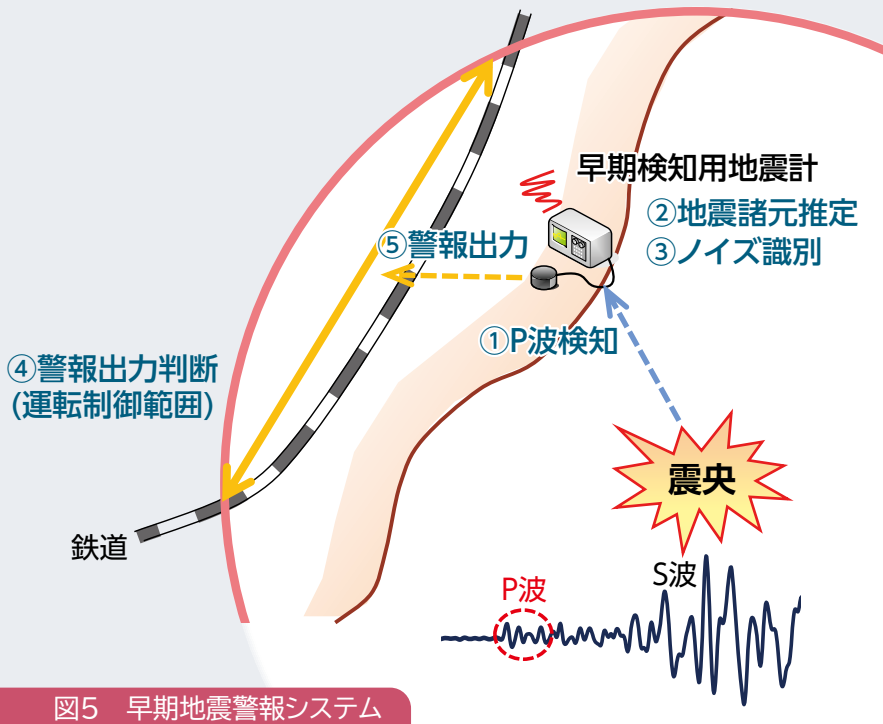 早期検知用地震計
②地震諸元推定
③ノイズ識別
⑤警報出力
①P波検知
④警報出力判断
(運転制御範囲)
震央
鉄道
P波
S波
図5 早期地震警報システム